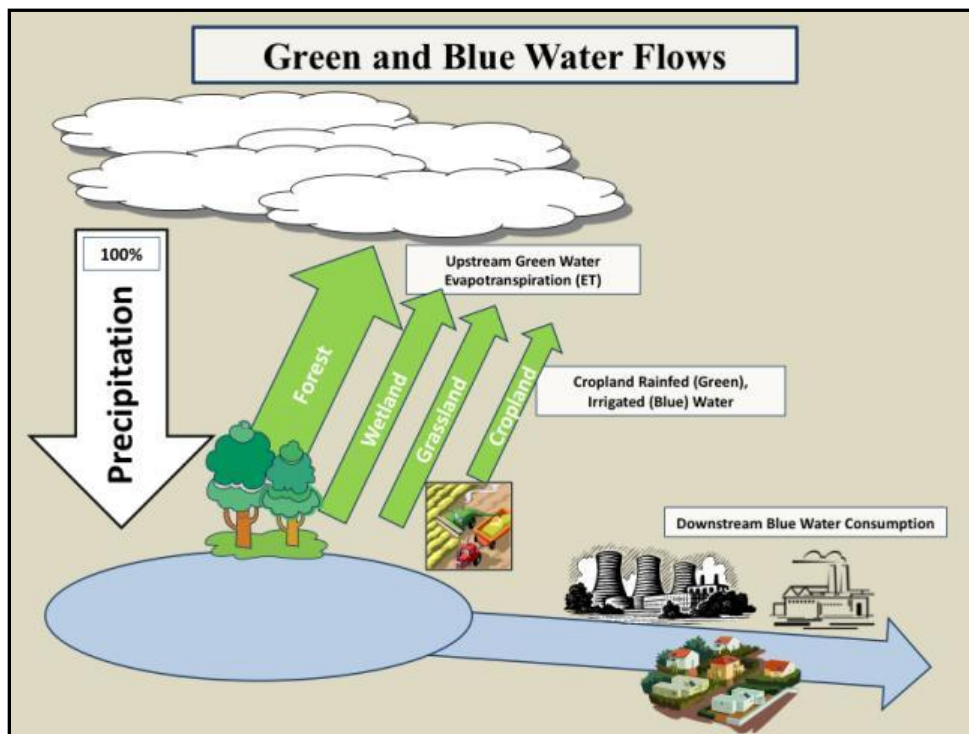 Green and Blue Water Flows
100%
Precipitation
Upstream Green Water
Evapotranspiration (ET)
Forest
Wetland
Grassland
Cropland
Cropland Rainfed (Green),
Irrigated (Blue) Water
Downstream Blue Water Consumption